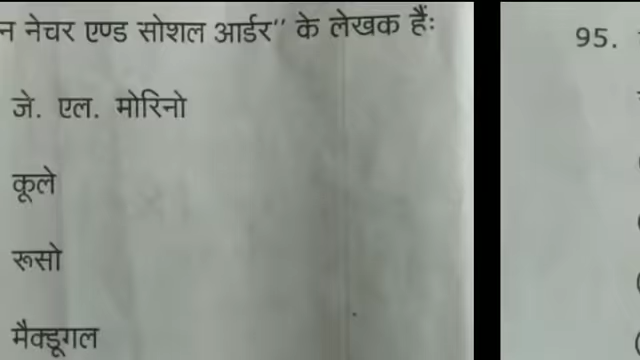 न नेचर एण्ड सोशल आर्डर’’ के लेखक हैंः
जे. एल. मोरिनो
कूले
रूसो
मैक्डूगल
95.